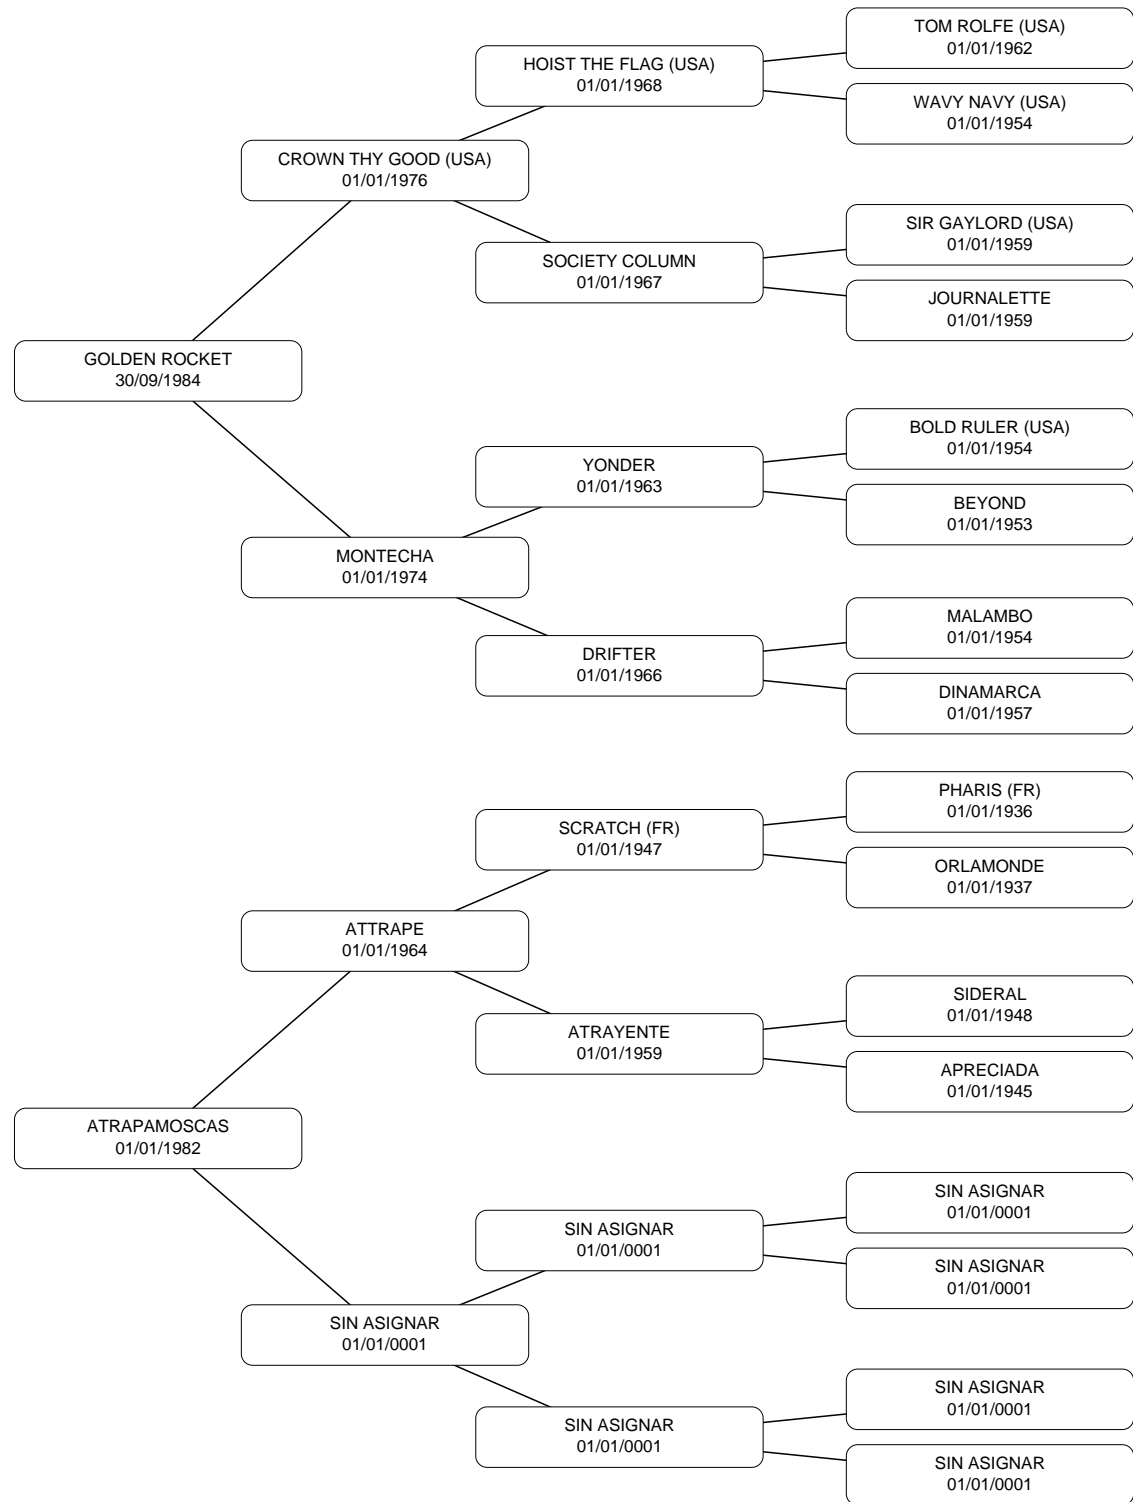 TOM ROLFE (USA)
01/01/1962
HOIST THE FLAG (USA)
01/01/1968
WAVY NAVY (USA)
01/01/1954
CROWN THY GOOD (USA)
01/01/1976
SIR GAYLORD (USA)
01/01/1959
SOCIETY COLUMN
01/01/1967
JOURNALETTE
01/01/1959
GOLDEN ROCKET
30/09/1984
BOLD RULER (USA)
01/01/1954
YONDER
01/01/1963
BEYOND
01/01/1953
MONTECHA
01/01/1974
MALAMBO
01/01/1954
DRIFTER
01/01/1966
DINAMARCA
01/01/1957
PHARIS (FR)
01/01/1936
SCRATCH (FR)
01/01/1947
ORLAMONDE
01/01/1937
ATTRAPE
01/01/1964
SIDERAL
01/01/1948
ATRAYENTE
01/01/1959
APRECIADA
01/01/1945
ATRAPAMOSCAS
01/01/1982
SIN ASIGNAR
01/01/0001
SIN ASIGNAR
01/01/0001
SIN ASIGNAR
01/01/0001
SIN ASIGNAR
01/01/0001
SIN ASIGNAR
01/01/0001
SIN ASIGNAR
01/01/0001
SIN ASIGNAR
01/01/0001